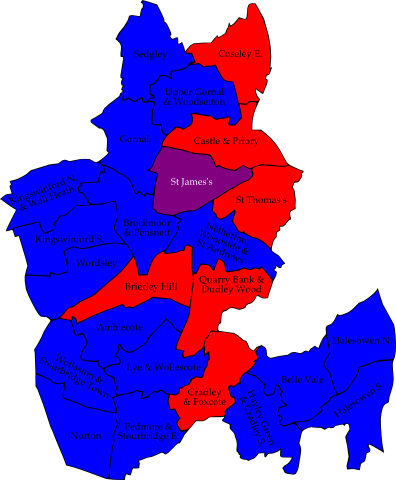 Sedgley
Coseley E.
Upper Gornal
& Woodsetton
Gornal
Castle & Priory
St James's
Kingswinford N.
& Wall Heath
St Thomas's
Brockmoor
& Pensnett
Netherton,
Woodside &
St Andrews
Kingswinford S.
Wordsley
Brierley Hill
Quarry Bank &
Dudley Wood
Amblecote
Halesowen N.
Wollaston &
Stourbridge Town
Lye & Wollescote
Belle Vale
Cradley
& Foxcote
Halesowen S.
Hayley Green
& Cradley S.
Norton
Pedmore &
Stourbridge E.